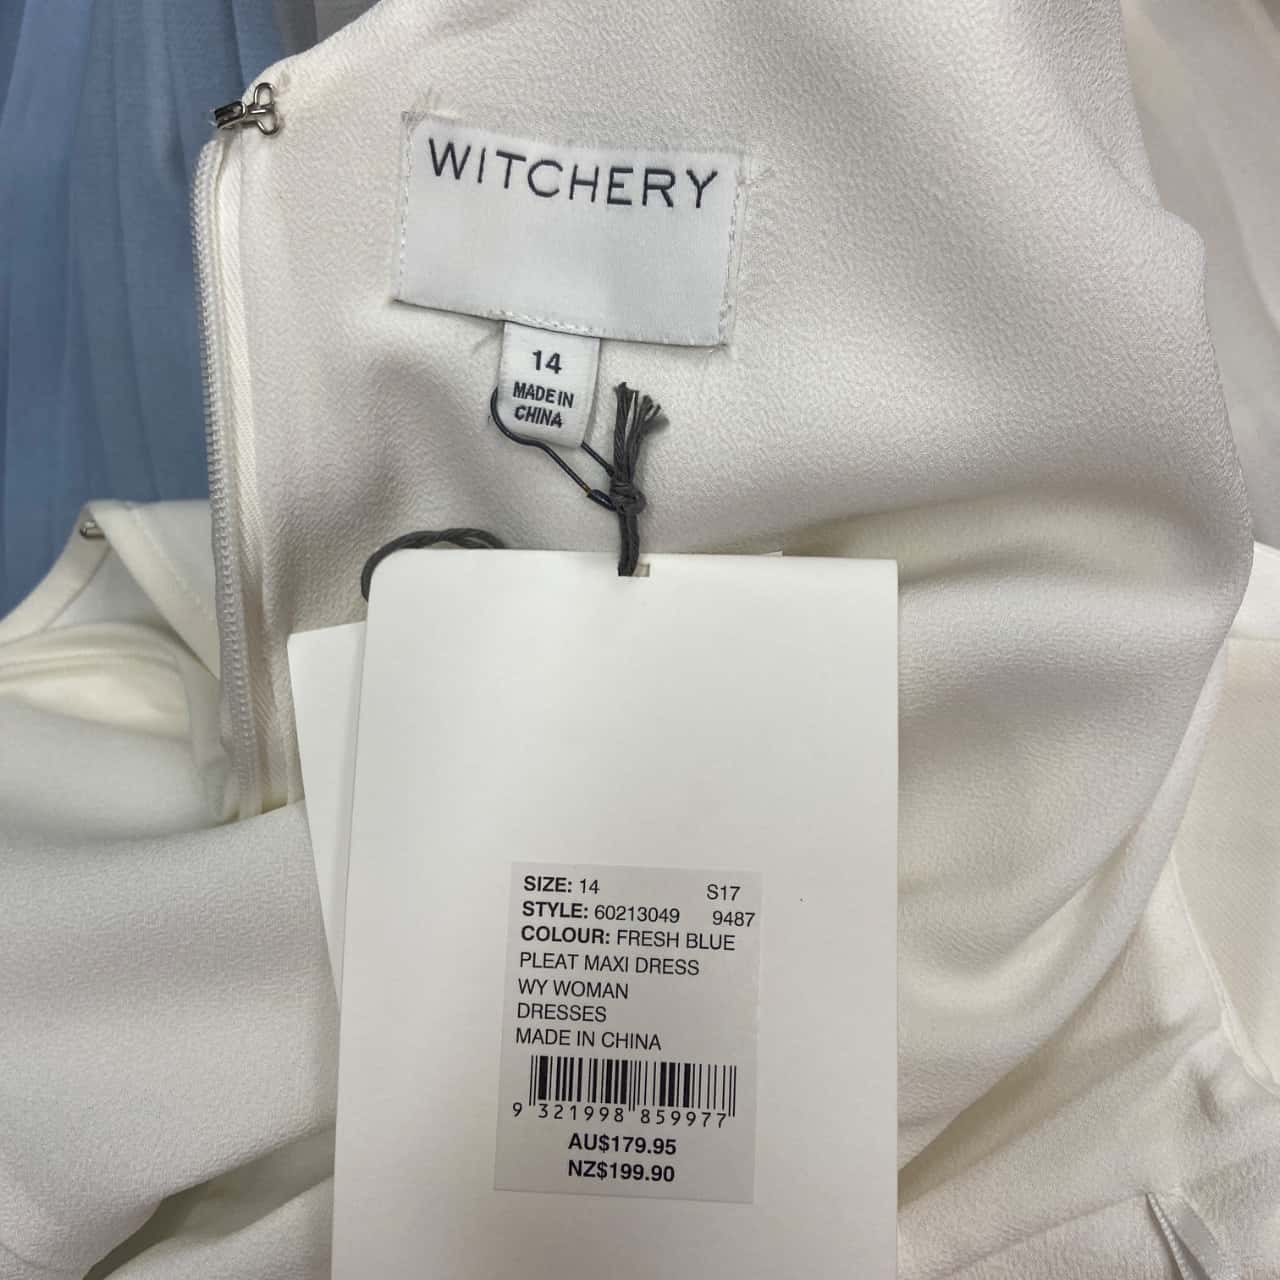 WITCHERY
14
MADE IN
CHINA
SIZE: 14 S17
STYLE: 60213049 9487
COLOUR: FRESH BLUE
PLEAT MAXI DRESS
WY WOMAN
DRESSES
MADE IN CHINA
9 321998 859977
AU$179.95
NZ$199.90